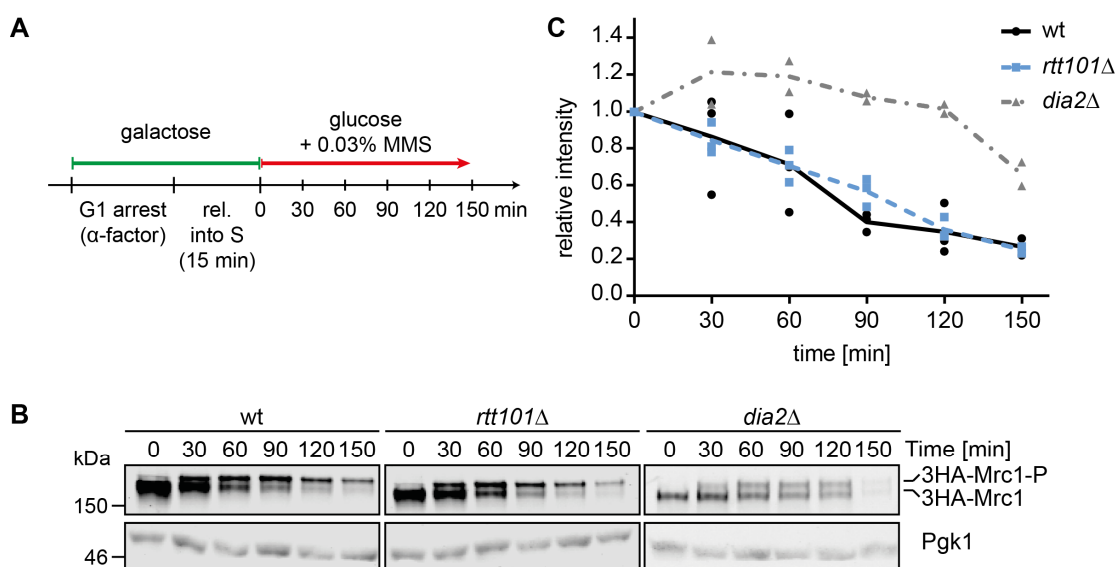 A
galactose
glucose
+ 0.03% MMS
G1 arrest
(α-factor)
rel.
into S
(15 min)
0 30 60 90 120 150 min
C
relative intensity
1.4
1.2
1.0
0.8
0.6
0.4
0.2
0.0
0 30 60 90 120 150
time [min]
wt
rtt101Δ
dia2Δ
B
wt rtt101Δ dia2Δ
0 30 60 90 120 150 0 30 60 90 120 150 0 30 60 90 120 150 Time [min]
kDa
150
3HA-Mrc1-P
3HA-Mrc1
46
Pgk1